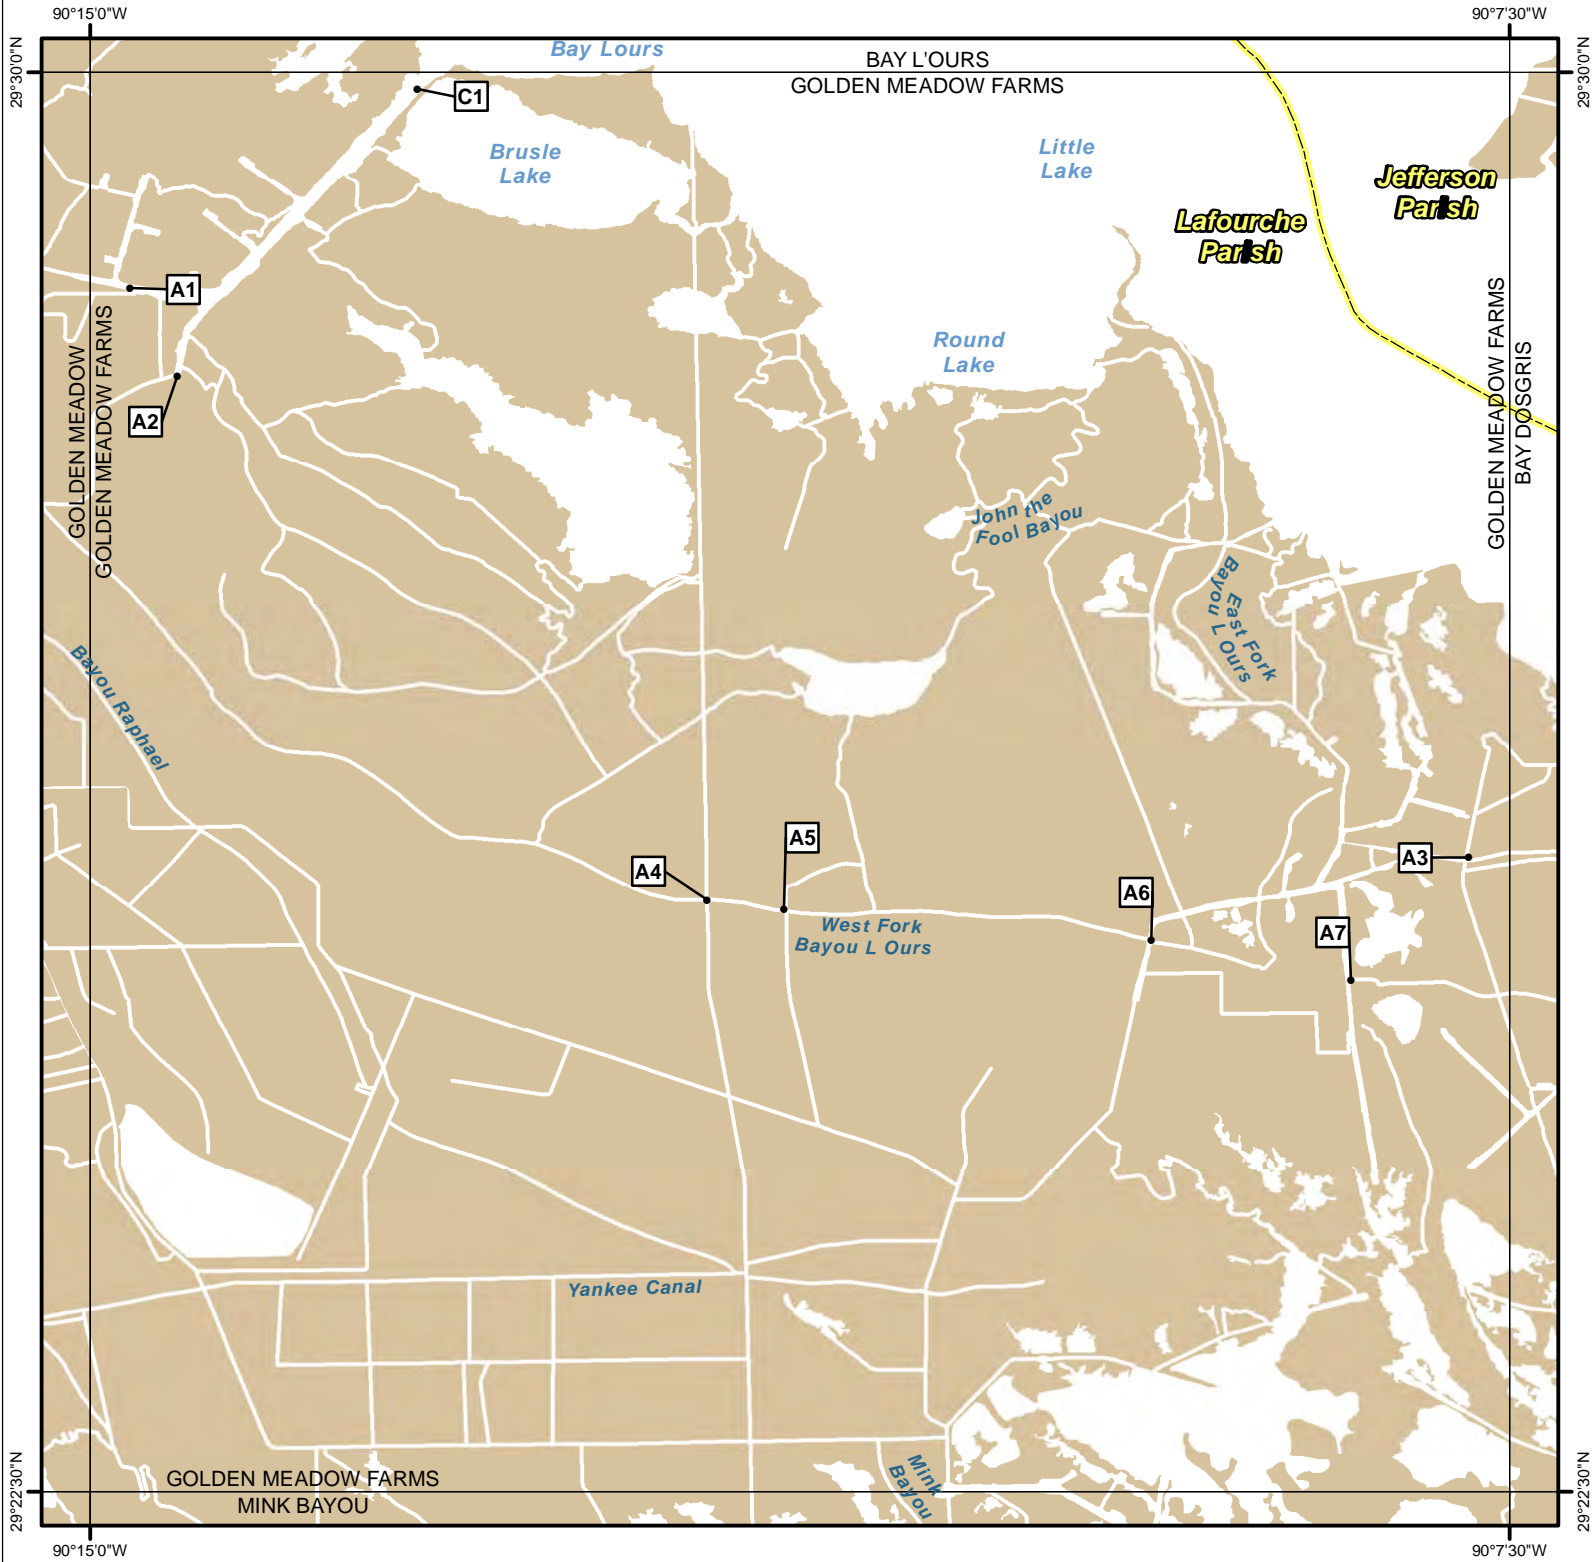 90°15'0"W
90°7'30"W
29°30'0"N
29°30'0"N
Bay Lours
BAY L'OURS
GOLDEN MEADOW FARMS
C1
Brusle
Lake
Little
Lake
Jefferson
Parish
Lafourche
Parish
A1
GOLDEN MEADOW
GOLDEN MEADOW FARMS
Round
Lake
GOLDEN MEADOW FARMS
BAY DOSGRIS
A2
John the
Fool Bayou
East Fork
Bayou L Ours
Bayou Raphael
A5
A4
A3
A6
West Fork
Bayou L Ours
A7
Yankee Canal
Mink
Bayou
GOLDEN MEADOW FARMS
MINK BAYOU
29°22'30"N
29°22'30"N
90°15'0"W
90°7'30"W